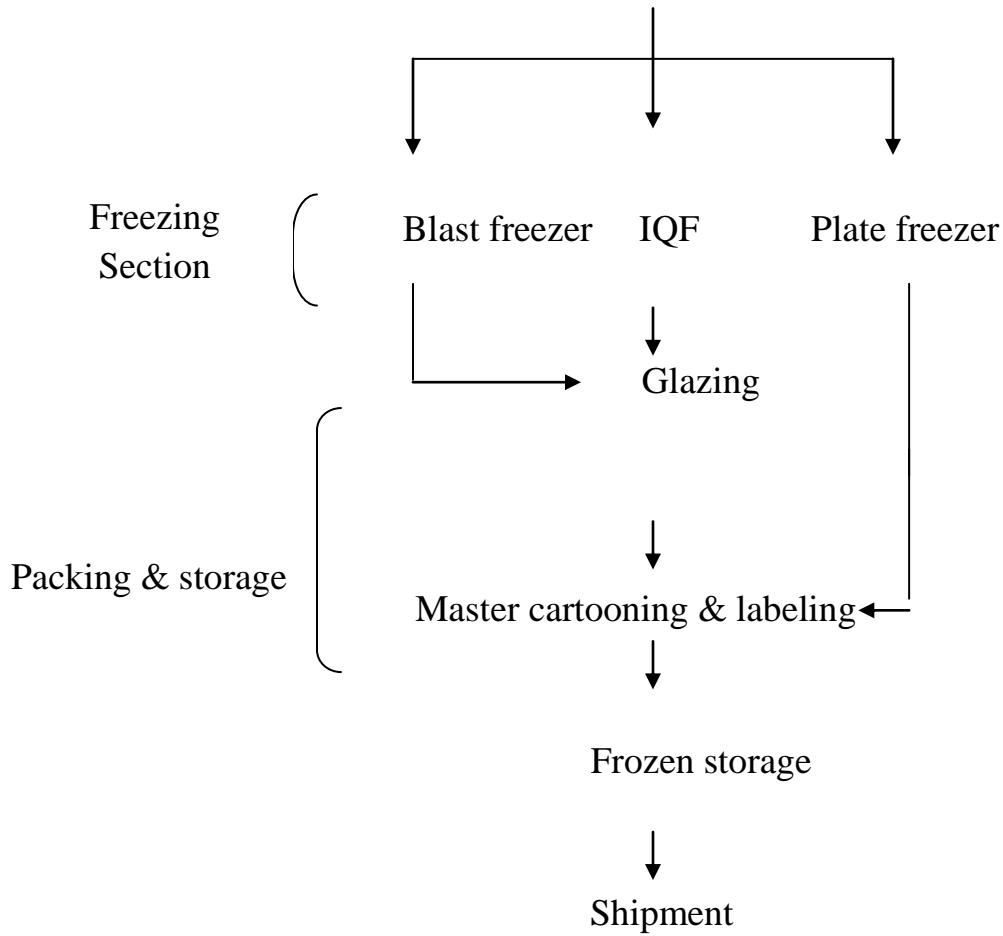 Freezing
Section
Blast freezer
IQF
Plate freezer
Glazing
Packing & storage
Master cartooning & labeling
Frozen storage
Shipment